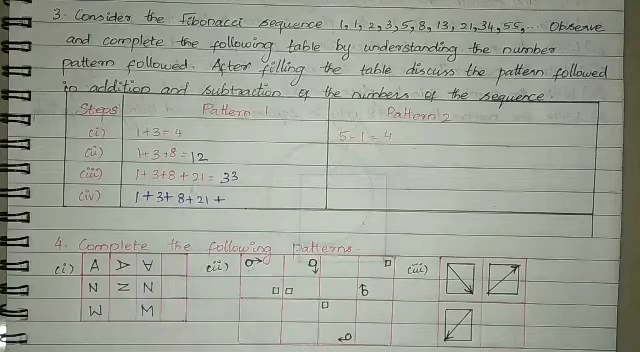 3. Consider the Fibonacci sequence 1, 1, 2, 3, 5, 8, 13, 21, 34, 55,... Observe
and complete the following table by understanding the number
pattern followed. After filling the table discuss the pattern followed
in addition and subtraction of the numbers of the sequence.
Steps Pattern 1 Pattern 2
(i) 1+3=4 5-1=4
(ii) 1+3+8=12
(iii) 1+3+8+21=33
(iv) 1+3+8+21+
4. Complete the following patterns-
(i) (ii) (iii)